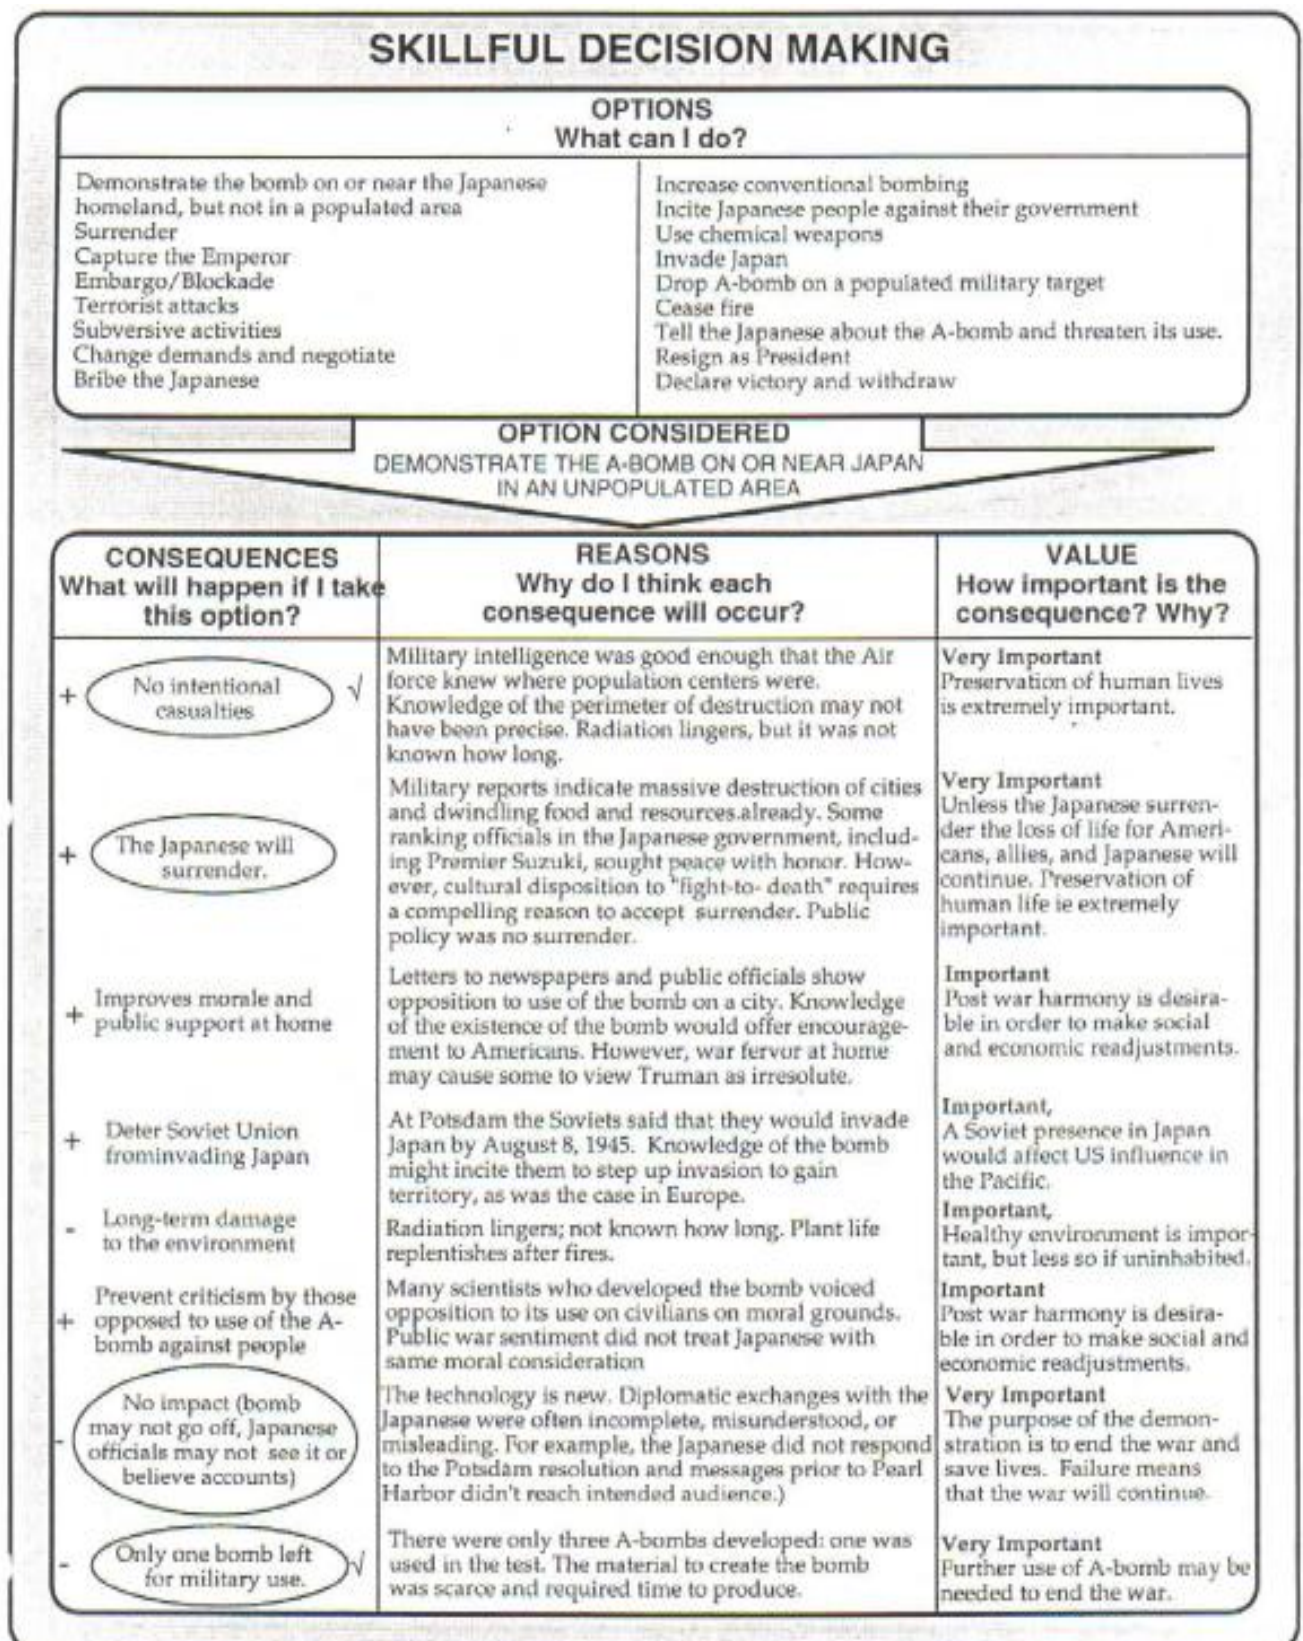 SKILLFUL DECISION MAKING
OPTIONS
What can I do?
Demonstrate the bomb on or near the Japanese
homeland, but not in a populated area
Surrender
Capture the Emperor
Embargo/Blockade
Terrorist attacks
Subversive activities
Change demands and negotiate
Bribe the Japanese
Increase conventional bombing
Incite Japanese people against their government
Use chemical weapons
Invade Japan
Drop A-bomb on a populated military target
Cease fire
Tell the Japanese about the A-bomb and threaten its use.
Resign as President
Declare victory and withdraw
OPTION CONSIDERED
DEMONSTRATE THE A-BOMB ON OR NEAR JAPAN
IN AN UNPOPULATED AREA
CONSEQUENCES
What will happen if I take
this option?
REASONS
Why do I think each
consequence will occur?
VALUE
How important is the
consequence? Why?
+ No intentional √
casualties
Military intelligence was good enough that the Air
force knew where population centers were.
Knowledge of the perimeter of destruction may not
have been precise. Radiation lingers, but it was not
known how long.
Very Important
Preservation of human lives
is extremely important.
+ The Japanese will
surrender.
Military reports indicate massive destruction of cities
and dwindling food and resources.already. Some
ranking officials in the Japanese government, includ-
ing Premier Suzuki, sought peace with honor. How-
ever, cultural disposition to "fight-to- death" requires
a compelling reason to accept surrender. Public
policy was no surrender.
Very Important
Unless the Japanese surren-
der the loss of life for Ameri-
cans, allies, and Japanese will
continue. Preservation of
human life ie extremely
important.
+ Improves morale and
public support at home
Letters to newspapers and public officials show
opposition to use of the bomb on a city. Knowledge
of the existence of the bomb would offer encourage-
ment to Americans. However, war fervor at home
may cause some to view Truman as irresolute.
Important
Post war harmony is desira-
ble in order to make social
and economic readjustments.
+ Deter Soviet Union
frominvading Japan
At Potsdam the Soviets said that they would invade
Japan by August 8, 1945. Knowledge of the bomb
might incite them to step up invasion to gain
territory, as was the case in Europe.
Important,
A Soviet presence in Japan
would affect US influence in
the Pacific.
- Long-term damage
to the environment
Radiation lingers; not known how long. Plant life
replentishes after fires.
Important,
Healthy environment is impor-
tant, but less so if uninhabited.
+ Prevent criticism by those
opposed to use of the A-
bomb against people
Many scientists who developed the bomb voiced
opposition to its use on civilians on moral grounds.
Public war sentiment did not treat Japanese with
same moral consideration
Important
Post war harmony is desira-
ble in order to make social and
economic readjustments.
- No impact (bomb
may not go off, Japanese
officials may not see it or
believe accounts)
The technology is new. Diplomatic exchanges with the
Japanese were often incomplete, misunderstood, or
misleading. For example, the Japanese did not respond
to the Potsdam resolution and messages prior to Pearl
Harbor didn't reach intended audience.)
Very Important
The purpose of the demon-
stration is to end the war and
save lives. Failure means
that the war will continue.
- Only one bomb left √
for military use.
There were only three A-bombs developed: one was
used in the test. The material to create the bomb
was scarce and required time to produce.
Very Important
Further use of A-bomb may be
needed to end the war.